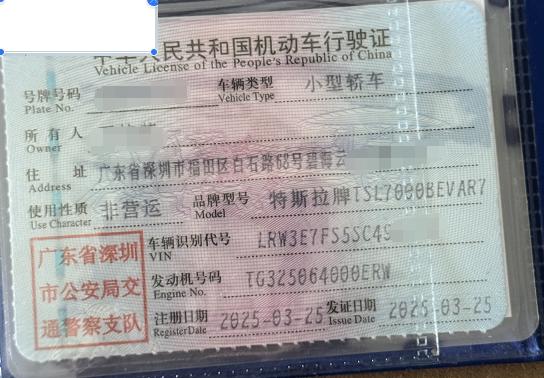 中华人民共和国机动车行驶证
Vehicle License of the People's Republic of China
号牌号码 车辆类型 小型轿车
Plate No. Vehicle Type
所有人
Owner
住址 广东省深圳市福田区白石路68号碧海云
Address
使用性质 非营运 品牌型号 特斯拉牌TSL7000BEVAR7
Use Character Model
广东省深圳
市公安局交
通警察支队
车辆识别代号 LRW3E7FS5SC49
VIN
发动机号码 TG325064000ERW
Engine No.
注册日期 2025-03-25 发证日期 2025-03-25
Register Date Issue Date